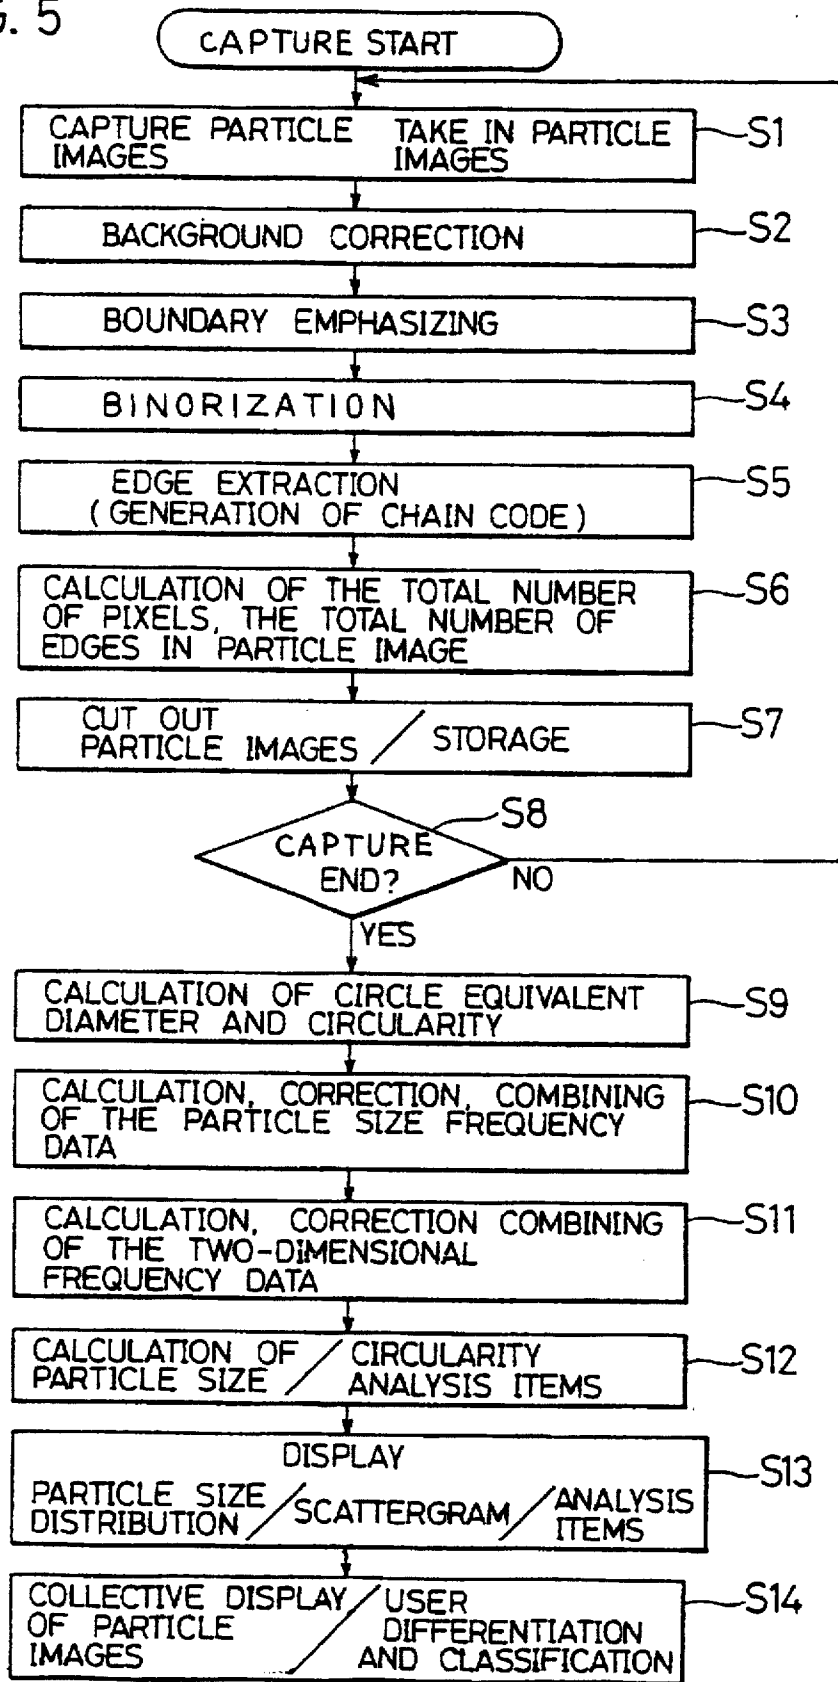 G. 5
CAPTURE START
CAPTURE PARTICLE TAKE IN PARTICLE
IMAGES IMAGES
S1
BACKGROUND CORRECTION
S2
BOUNDARY EMPHASIZING
S3
BINORIZATION
S4
EDGE EXTRACTION
(GENERATION OF CHAIN CODE)
S5
CALCULATION OF THE TOTAL NUMBER
OF PIXELS, THE TOTAL NUMBER OF
EDGES IN PARTICLE IMAGE
S6
CUT OUT
PARTICLE IMAGES / STORAGE
S7
S8
CAPTURE
END?
NO
YES
CALCULATION OF CIRCLE EQUIVALENT
DIAMETER AND CIRCULARITY
S9
CALCULATION, CORRECTION, COMBINING
OF THE PARTICLE SIZE FREQUENCY
DATA
S10
CALCULATION, CORRECTION COMBINING
OF THE TWO-DIMENSIONAL
FREQUENCY DATA
S11
CALCULATION OF / CIRCULARITY
PARTICLE SIZE ANALYSIS ITEMS
S12
DISPLAY
PARTICLE SIZE / SCATTERGRAM / ANALYSIS
DISTRIBUTION ITEMS
S13
COLLECTIVE DISPLAY / USER
OF PARTICLE DIFFERENTIATION
IMAGES AND CLASSIFICATION
S14